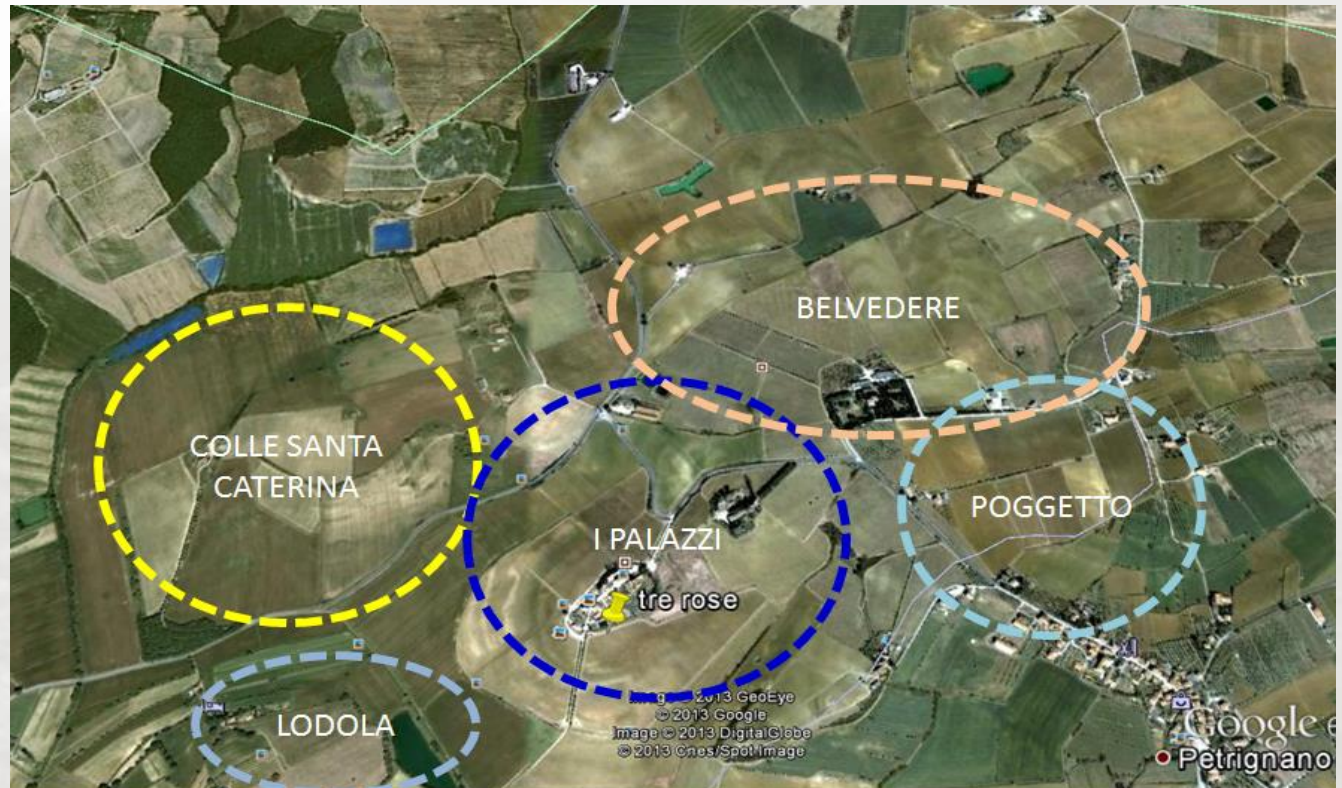 BELVEDERE
COLLE SANTA
CATERINA
POGGETTO
I PALAZZI
tre rose
LODOLA
© 2013 GeoEye
© 2013 Google
Image © 2013 DigitalGlobe
© 2013 Cnes/Spot Image
Google
Petrignano